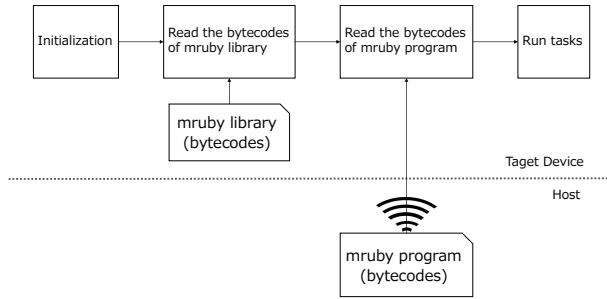 Initialization
Read the bytecodes
of mruby library
Read the bytecodes
of mruby program
Run tasks
mruby library
(bytecodes)
Taget Device
Host
mruby program
(bytecodes)